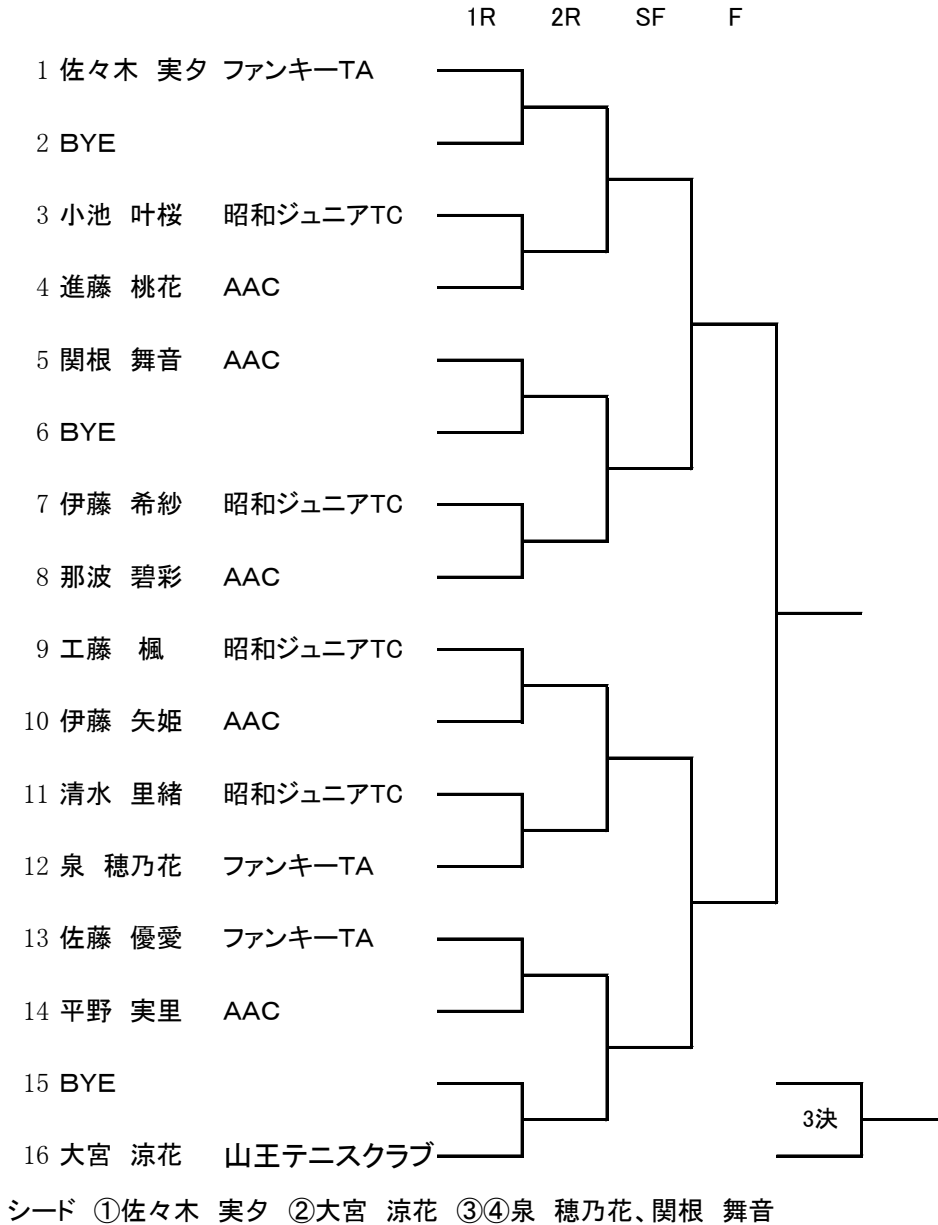 1R 2R SF F
1 佐々木 実夕 ファンキーTA
2 BYE
3 小池 叶桜 昭和ジュニアTC
4 進藤 桃花 AAC
5 関根 舞音 AAC
6 BYE
7 伊藤 希紗 昭和ジュニアTC
8 那波 碧彩 AAC
9 工藤 楓 昭和ジュニアTC
10 伊藤 矢姫 AAC
11 清水 里緒 昭和ジュニアTC
12 泉 穂乃花 ファンキーTA
13 佐藤 優愛 ファンキーTA
14 平野 実里 AAC
15 BYE
3決
16 大宮 涼花 山王テニスクラブ
シード ①佐々木 実夕 ②大宮 涼花 ③④泉 穂乃花、関根 舞音